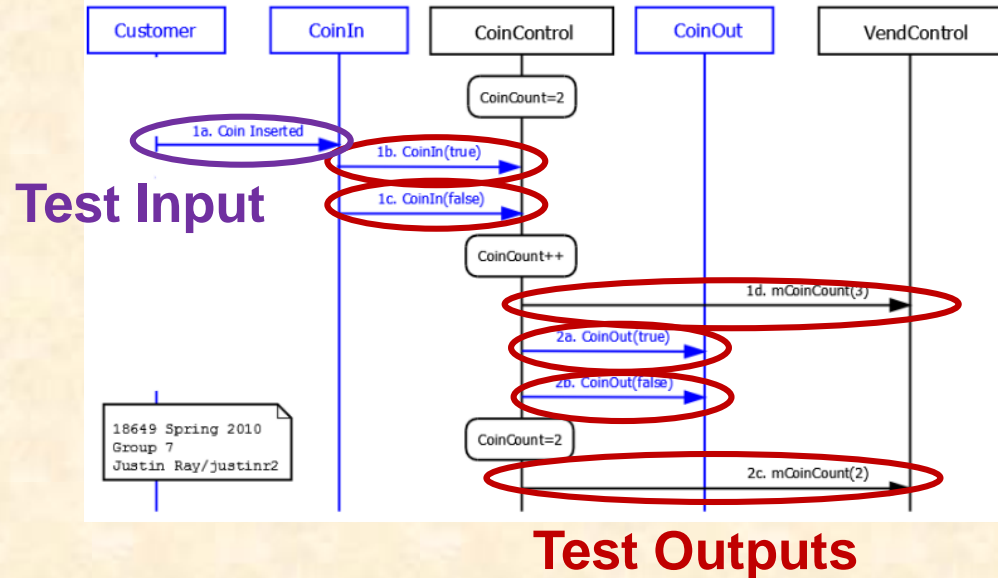 Customer
CoinIn
CoinControl
CoinOut
VendControl
CoinCount=2
1a. Coin Inserted
1b. CoinIn(true)
Test Input
1c. CoinIn(false)
CoinCount++
1d. mCoinCount(3)
2a. CoinOut(true)
2b. CoinOut(false)
18649 Spring 2010
Group 7
Justin Ray/justinr2
CoinCount=2
2c. mCoinCount(2)
Test Outputs